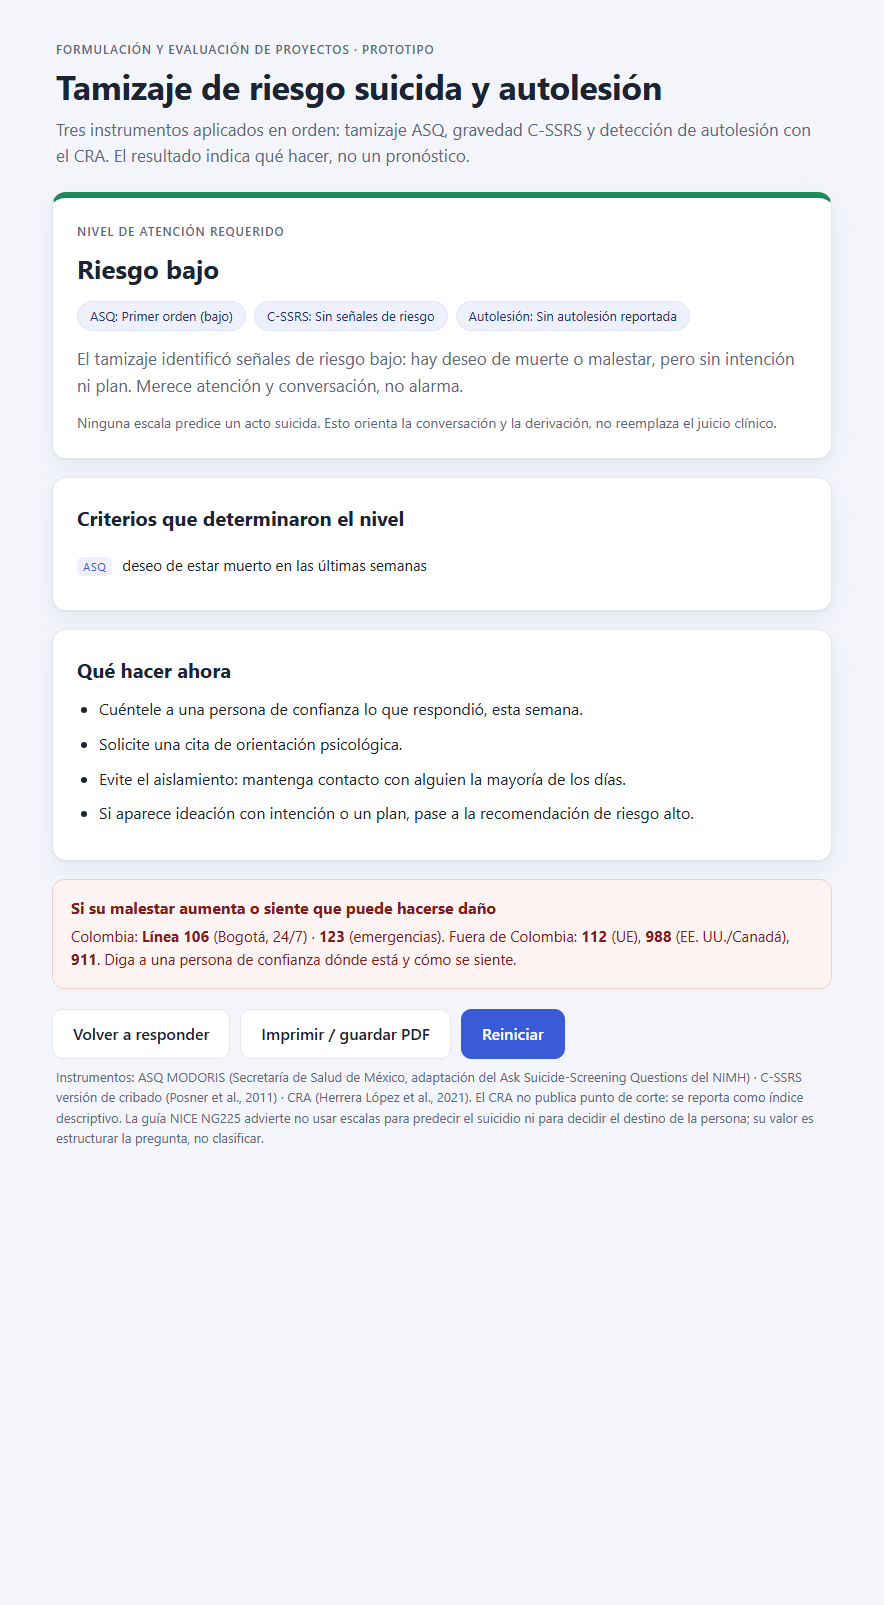 FORMULACIÓN Y EVALUACIÓN DE PROYECTOS · PROTOTIPO
Tamizaje de riesgo suicida y autolesión
Tres instrumentos aplicados en orden: tamizaje ASQ, gravedad C-SSRS y detección de autolesión con
el CRA. El resultado indica qué hacer, no un pronóstico.
NIVEL DE ATENCIÓN REQUERIDO
Riesgo bajo
ASQ: Primer orden (bajo) C-SSRS: Sin señales de riesgo Autolesión: Sin autolesión reportada
El tamizaje identificó señales de riesgo bajo: hay deseo de muerte o malestar, pero sin intención
ni plan. Merece atención y conversación, no alarma.
Ninguna escala predice un acto suicida. Esto orienta la conversación y la derivación, no reemplaza el juicio clínico.
Criterios que determinaron el nivel
ASQ deseo de estar muerto en las últimas semanas
Qué hacer ahora
• Cuéntele a una persona de confianza lo que respondió, esta semana.
• Solicite una cita de orientación psicológica.
• Evite el aislamiento: mantenga contacto con alguien la mayoría de los días.
• Si aparece ideación con intención o un plan, pase a la recomendación de riesgo alto.
Si su malestar aumenta o siente que puede hacerse daño
Colombia: Línea 106 (Bogotá, 24/7) · 123 (emergencias). Fuera de Colombia: 112 (UE), 988 (EE. UU./Canadá),
911. Diga a una persona de confianza dónde está y cómo se siente.
Volver a responder Imprimir / guardar PDF Reiniciar
Instrumentos: ASQ MODORIS (Secretaría de Salud de México, adaptación del Ask Suicide-Screening Questions del NIMH) · C-SSRS
versión de cribado (Posner et al., 2011) · CRA (Herrera López et al., 2021). El CRA no publica punto de corte: se reporta como índice
descriptivo. La guía NICE NG225 advierte no usar escalas para predecir el suicidio ni para decidir el destino de la persona; su valor es
estructurar la pregunta, no clasificar.